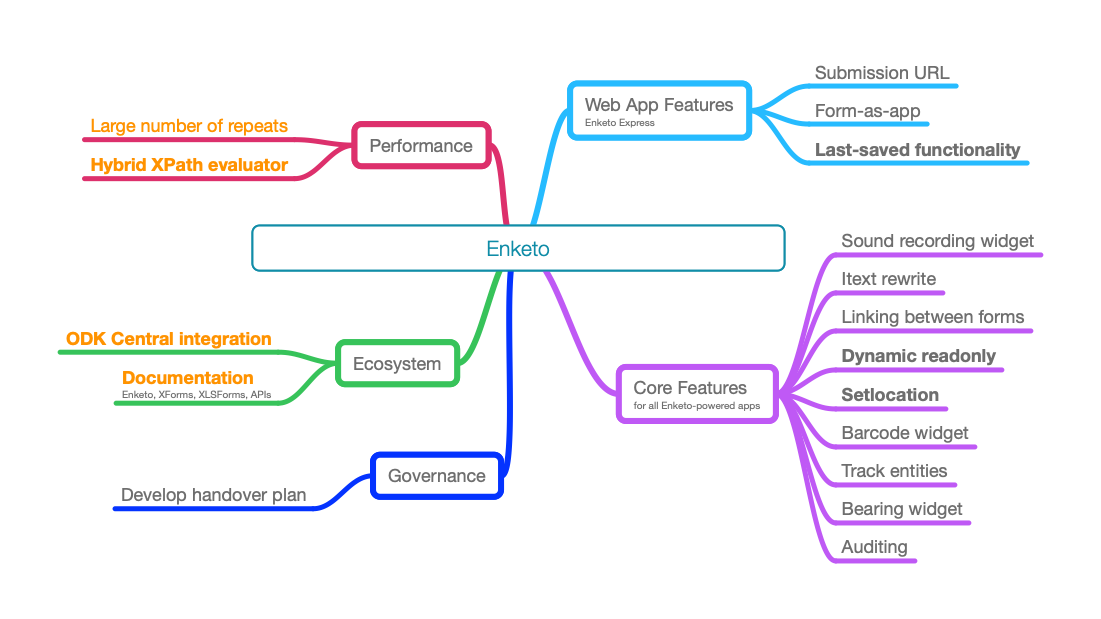 Enketo
Web App Features
Enketo Express
Submission URL
Form-as-app
Last-saved functionality
Core Features
for all Enketo-powered apps
Sound recording widget
Itext rewrite
Linking between forms
Dynamic readonly
Setlocation
Barcode widget
Track entities
Bearing widget
Auditing
Performance
Large number of repeats
Hybrid XPath evaluator
Ecosystem
ODK Central integration
Documentation
Enketo, XForms, XLSForms, APIs
Governance
Develop handover plan